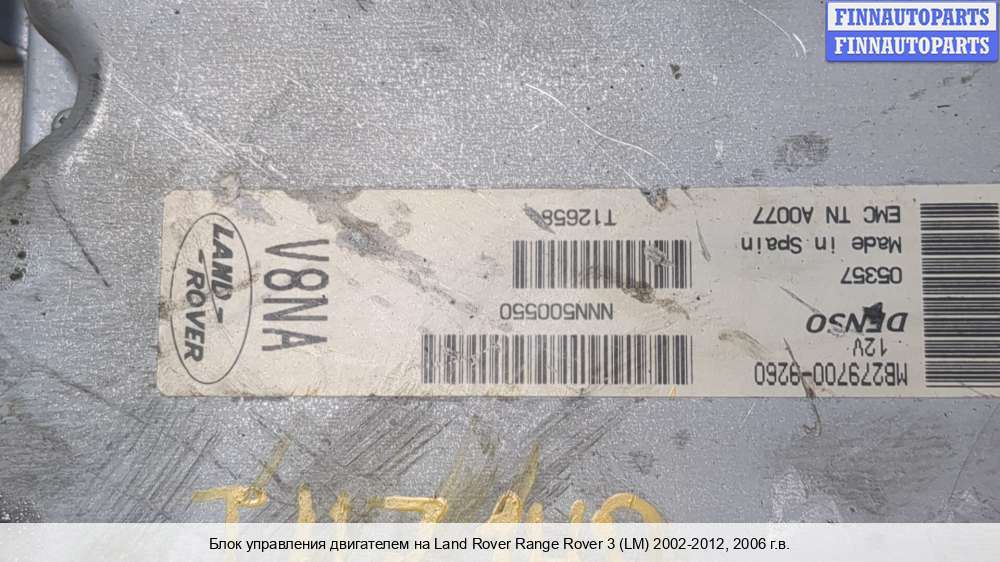 FINNAUTOPARTS
FINNAUTOPARTS
MB279700-9260
12V
DENSO
05357
Made in Spain
EMC TN A0077
NNN500550
T12658
V8NA
LAND-
-ROVER
Блок управления двигателем на Land Rover Range Rover 3 (LM) 2002-2012, 2006 г.в.